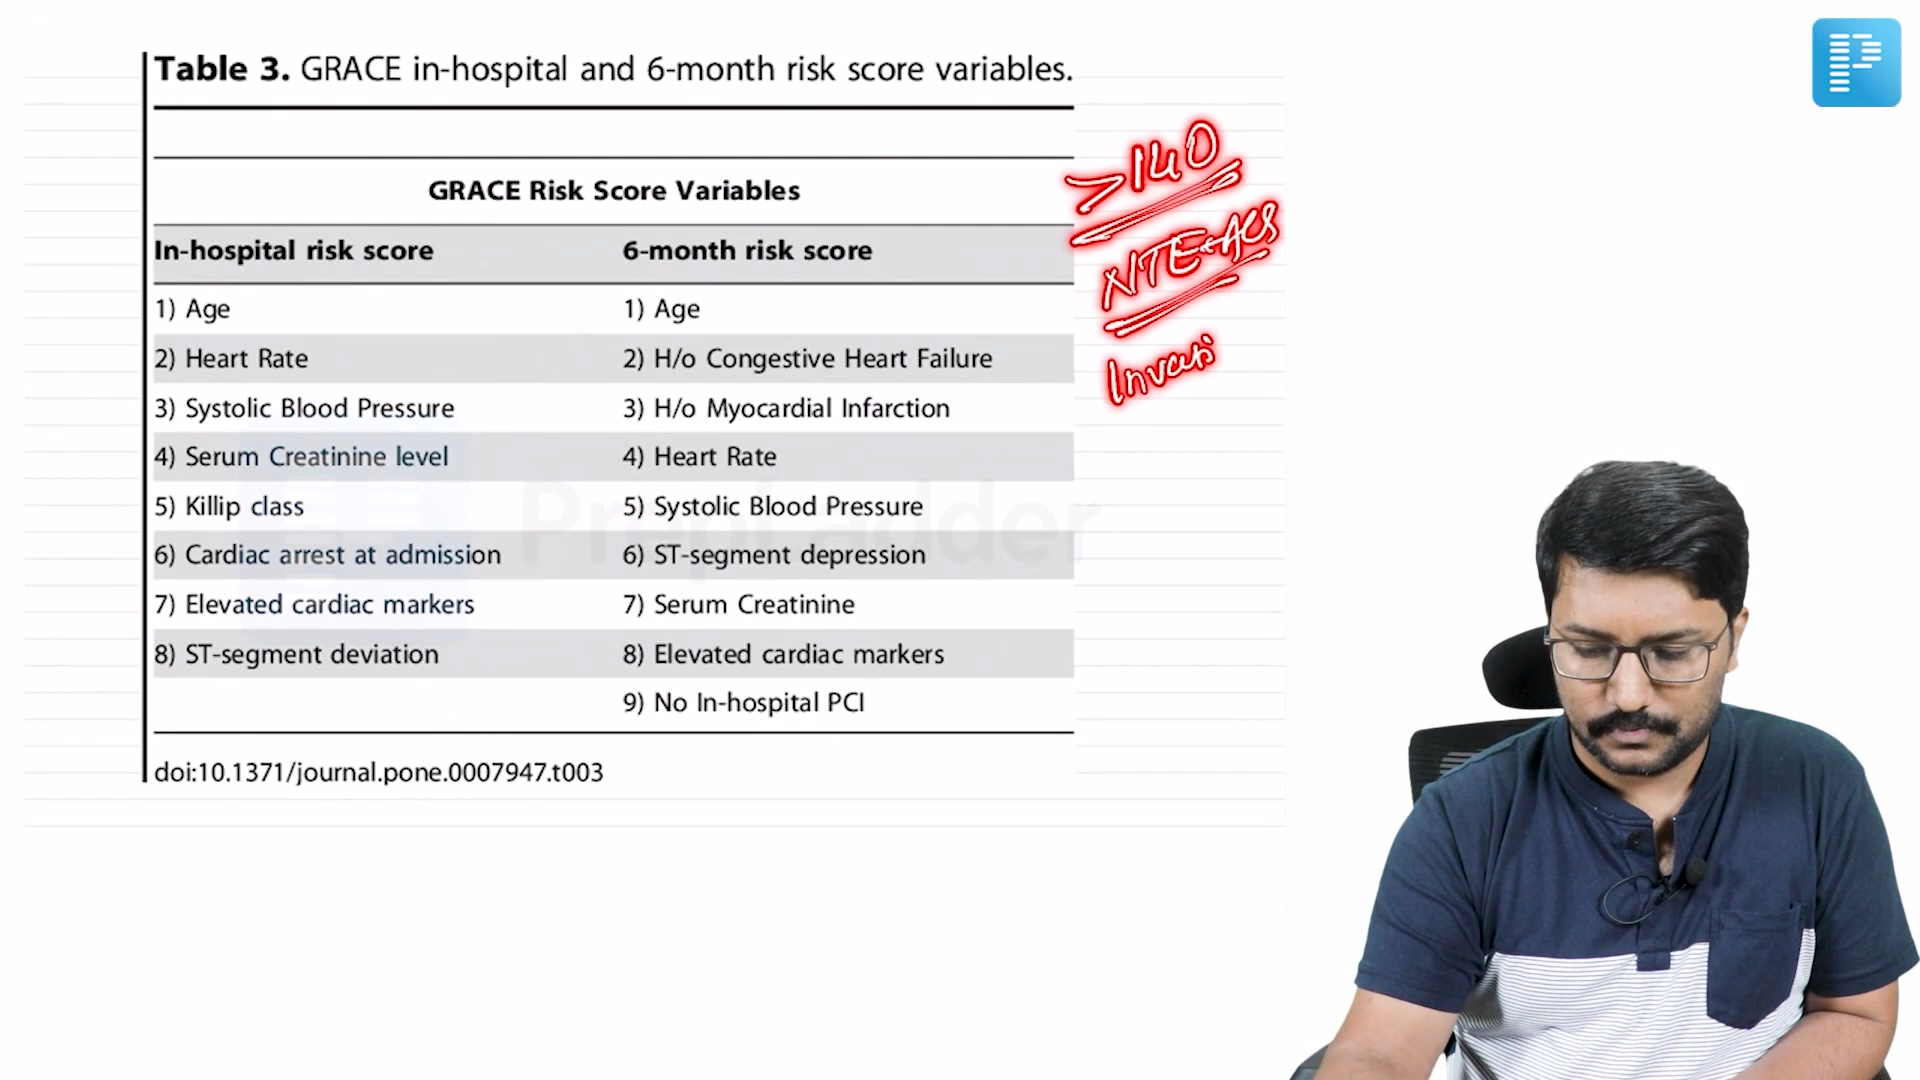 Table 3. GRACE in-hospital and 6-month risk score variables.
GRACE Risk Score Variables
In-hospital risk score 6-month risk score
1) Age 1) Age
2) Heart Rate 2) H/o Congestive Heart Failure
3) Systolic Blood Pressure 3) H/o Myocardial Infarction
4) Serum Creatinine level 4) Heart Rate
5) Killip class 5) Systolic Blood Pressure
6) Cardiac arrest at admission 6) ST-segment depression
7) Elevated cardiac markers 7) Serum Creatinine
8) ST-segment deviation 8) Elevated cardiac markers
9) No In-hospital PCI
doi:10.1371/journal.pone.0007947.t003
>140
NTE-ACS
PrepLadder